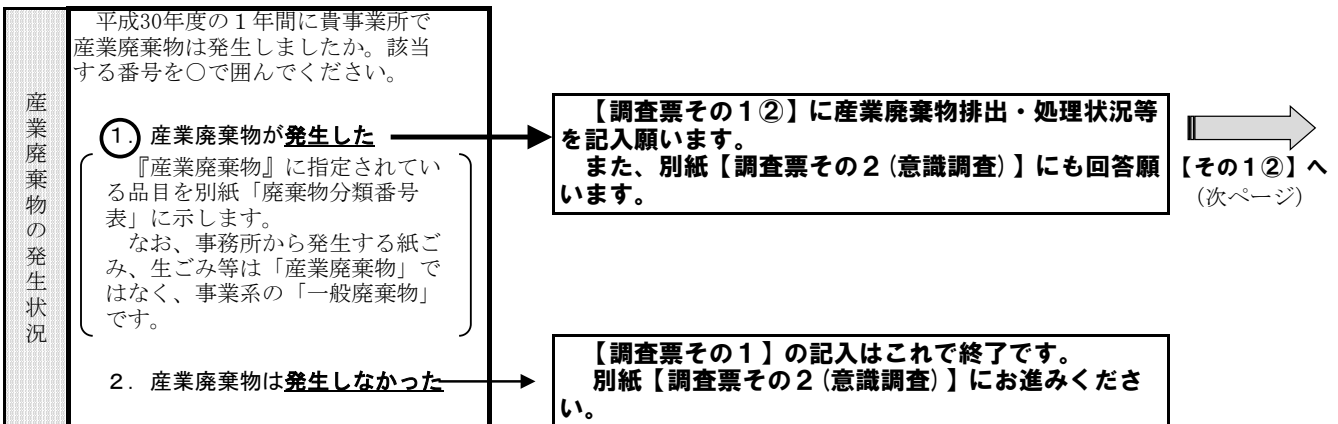 産業廃棄物の発生状況
平成30年度の１年間に貴事業所で
産業廃棄物は発生しましたか。該当
する番号を○で囲んでください。
１．産業廃棄物が発生した
『産業廃棄物』に指定されてい
る品目を別紙「廃棄物分類番号
表」に示します。
なお、事務所から発生する紙ご
み、生ごみ等は「産業廃棄物」で
はなく、事業系の「一般廃棄物」
です。
２．産業廃棄物は発生しなかった
【調査票その１②】に産業廃棄物排出・処理状況等
を記入願います。
また、別紙【調査票その２（意識調査）】にも回答願
います。
【その１②】へ
（次ページ）
【調査票その１】の記入はこれで終了です。
別紙【調査票その２（意識調査）】にお進みくださ
い。